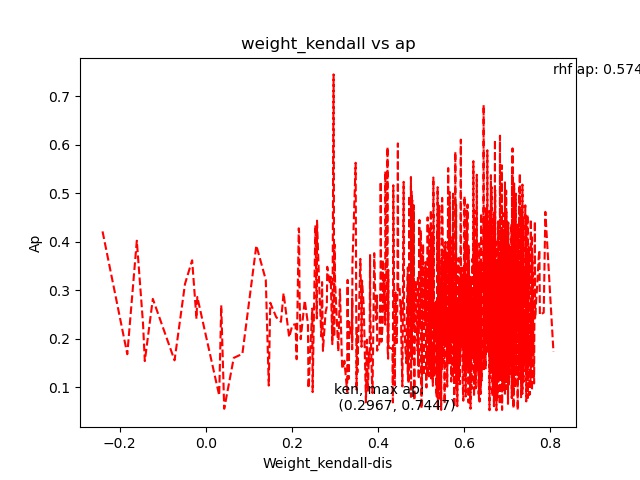 weight_kendall vs ap
rhf ap: 0.574
0.7
0.6
0.5
0.4
0.3
0.2
0.1
Ap
ken, max ap,
(0.2967, 0.7447)
−0.2
0.0
0.2
0.4
0.6
0.8
Weight_kendall-dis